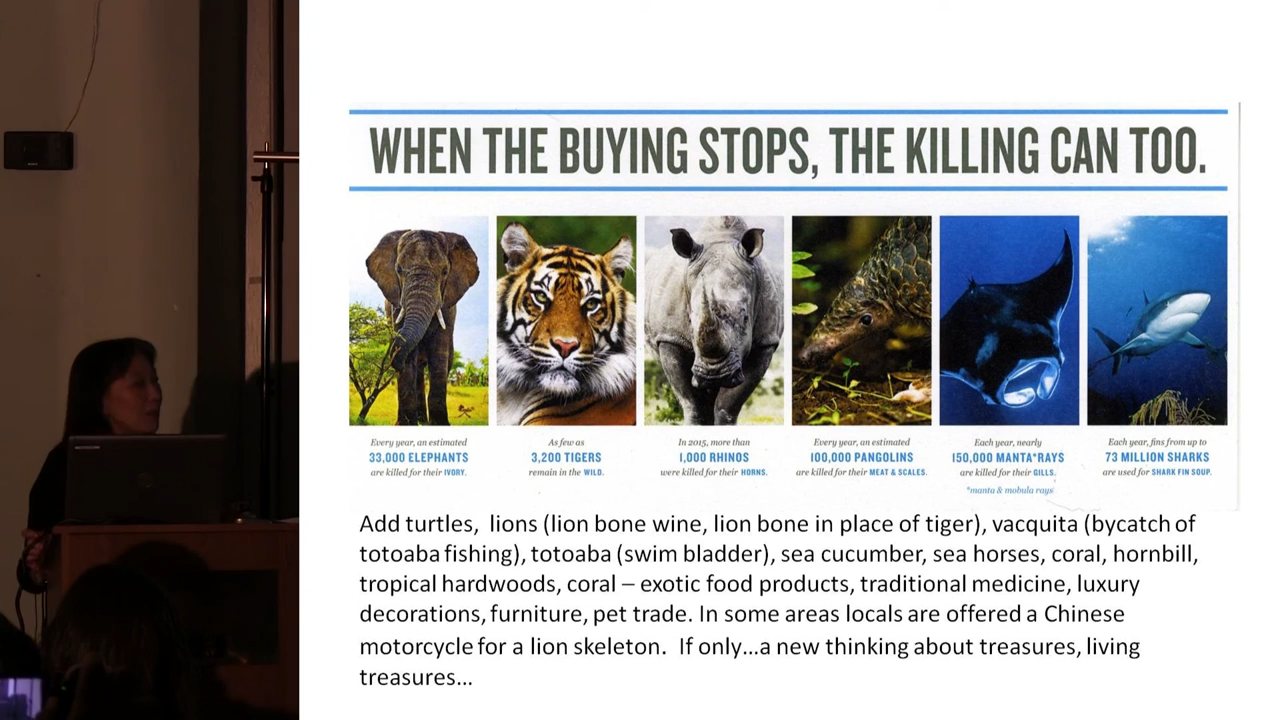 WHEN THE BUYING STOPS, THE KILLING CAN TOO.
Every year, an estimated
33,000 ELEPHANTS
are killed for their IVORY.
As few as
3,200 TIGERS
remain in the WILD.
In 2015, more than
1,000 RHINOS
were killed for their HORNS.
Every year, an estimated
100,000 PANGOLINS
are killed for their MEAT & SCALES.
Each year, nearly
150,000 MANTA*RAYS
are killed for their GILLS.
*manta & mobula rays
Each year, fins from up to
73 MILLION SHARKS
are used for SHARK FIN SOUP.
Add turtles,  lions (lion bone wine, lion bone in place of tiger), vacquita (bycatch of
totoaba fishing), totoaba (swim bladder), sea cucumber, sea horses, coral, hornbill,
tropical hardwoods, coral – exotic food products, traditional medicine, luxury
decorations, furniture, pet trade. In some areas locals are offered a Chinese
motorcycle for a lion skeleton.  If only…a new thinking about treasures, living
treasures…